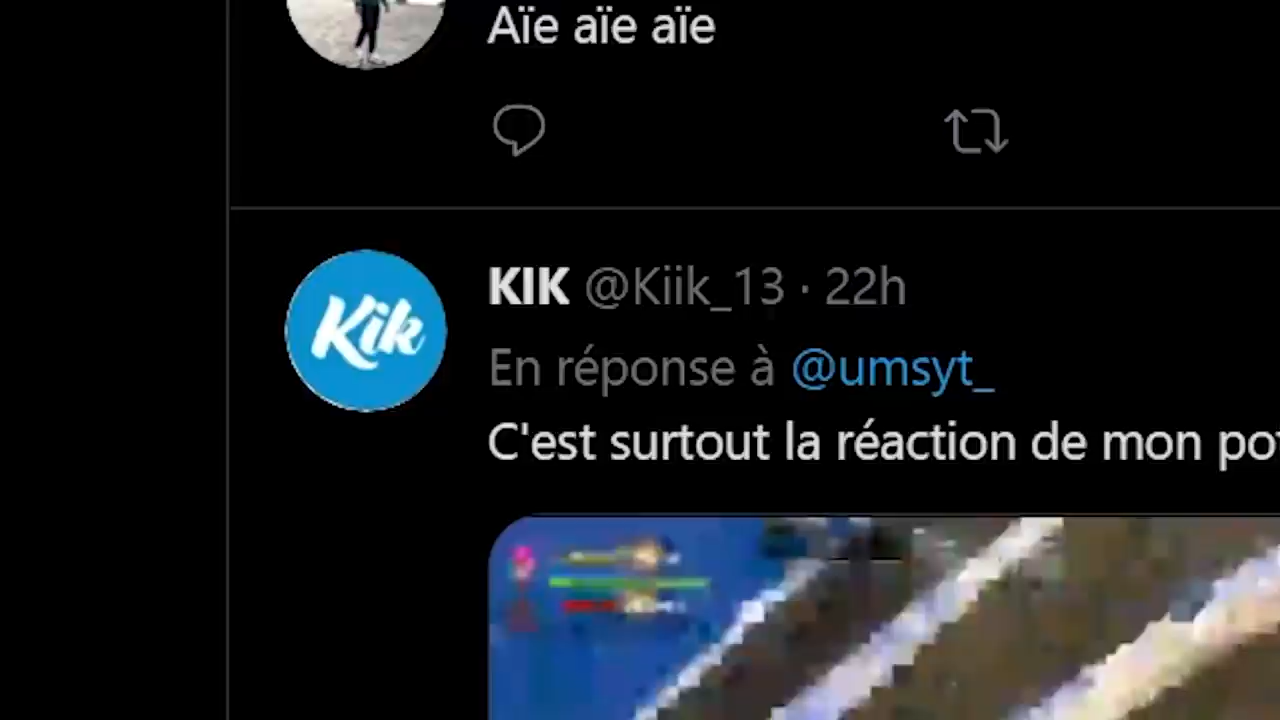 Aïe aïe aïe
KIK @Kiik_13 · 22h
Kik
En réponse à @umsyt_
C'est surtout la réaction de mon